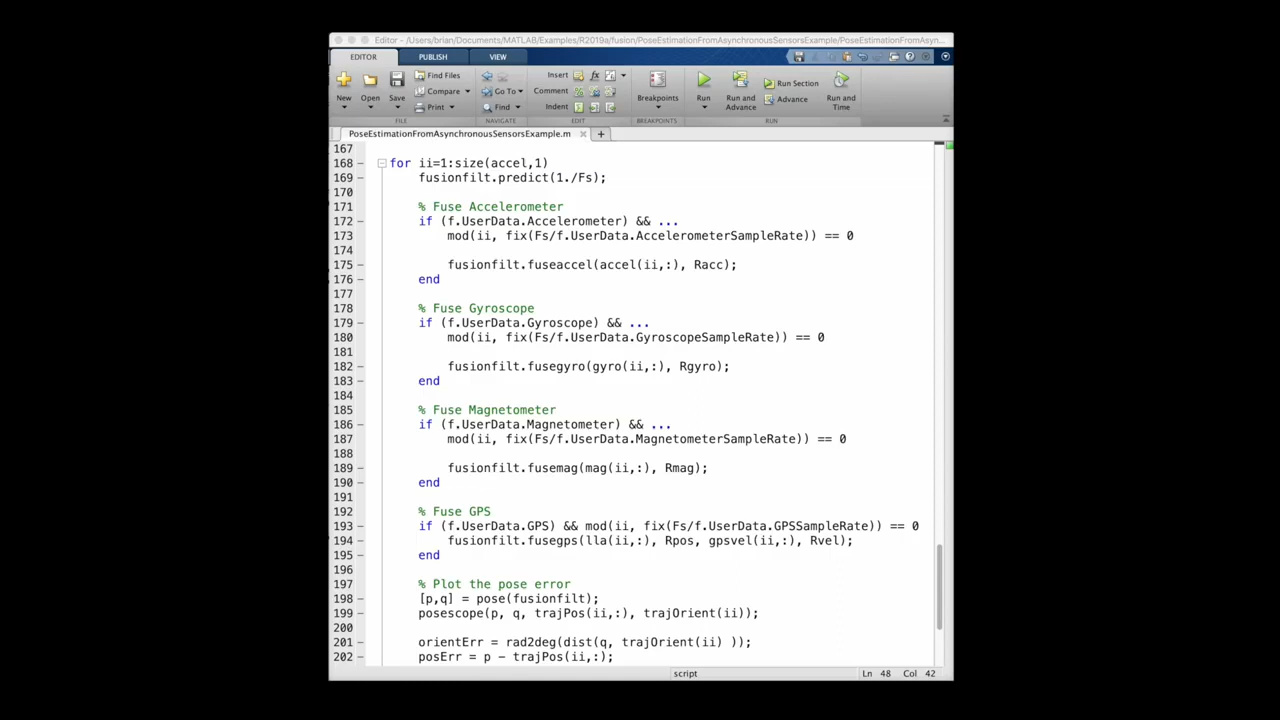 Editor - /Users/brian/Documents/MATLAB/Examples/R2019a/fusion/PoseEstimationFromAsynchronousSensorsExample/PoseEstimationFromAsyn...
EDITOR PUBLISH VIEW
New Open Save Find Files Compare Print Go To Find Insert Comment Indent Breakpoints Run Run and Advance Run Section Advance Run and Time
FILE NAVIGATE EDIT BREAKPOINTS RUN
PoseEstimationFromAsynchronousSensorsExample.m
167
168 for ii=1:size(accel,1)
169 fusionfilt.predict(1./Fs);
170
171 % Fuse Accelerometer
172 if (f.UserData.Accelerometer) && ...
173 mod(ii, fix(Fs/f.UserData.AccelerometerSampleRate)) == 0
174
175 fusionfilt.fuseaccel(accel(ii,:), Racc);
176 end
177
178 % Fuse Gyroscope
179 if (f.UserData.Gyroscope) && ...
180 mod(ii, fix(Fs/f.UserData.GyroscopeSampleRate)) == 0
181
182 fusionfilt.fusegyro(gyro(ii,:), Rgyro);
183 end
184
185 % Fuse Magnetometer
186 if (f.UserData.Magnetometer) && ...
187 mod(ii, fix(Fs/f.UserData.MagnetometerSampleRate)) == 0
188
189 fusionfilt.fusemag(mag(ii,:), Rmag);
190 end
191
192 % Fuse GPS
193 if (f.UserData.GPS) && mod(ii, fix(Fs/f.UserData.GPSSampleRate)) == 0
194 fusionfilt.fusegps(lla(ii,:), Rpos, gpsvel(ii,:), Rvel);
195 end
196
197 % Plot the pose error
198 [p,q] = pose(fusionfilt);
199 posescope(p, q, trajPos(ii,:), trajOrient(ii));
200
201 orientErr = rad2deg(dist(q, trajOrient(ii) ));
202 posErr = p - trajPos(ii,:);
script Ln 48 Col 42